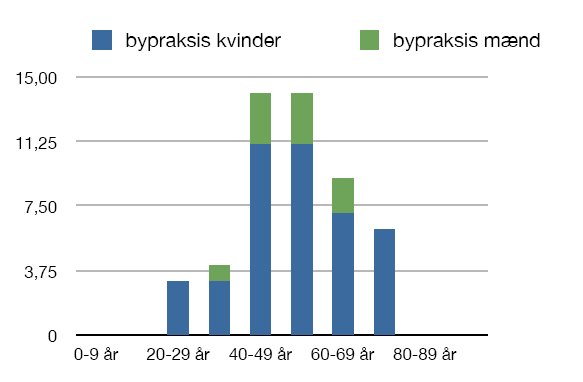 bypraksis kvinder bypraksis mænd
15,00
11,25
7,50
3,75
0
0-9 år 20-29 år 40-49 år 60-69 år 80-89 år